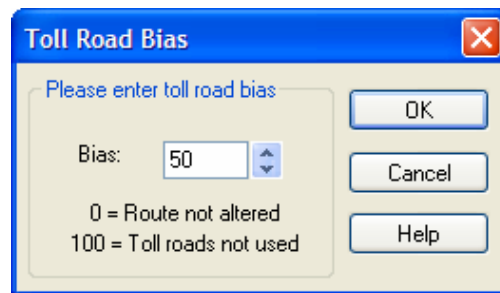 Toll Road Bias
Please enter toll road bias
Bias: 50
0 = Route not altered
100 = Toll roads not used
OK
Cancel
Help